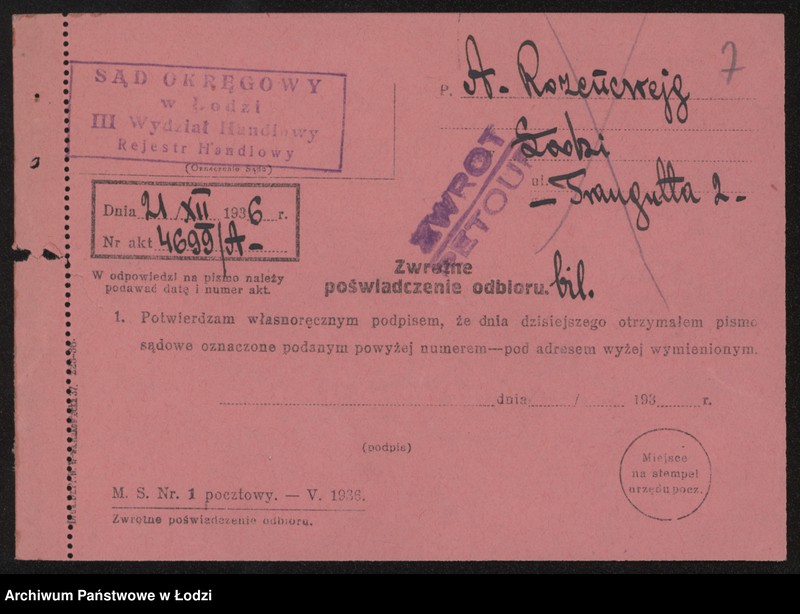 SĄD OKRĘGOWY
w Łodzi
III Wydział Handlowy
Rejestr Handlowy
(Oznaczenie Sądu)
7
P. A. Rozencwejg
Łodzi
ul. Traugutta 2
ZWROT
RETOUR
Dnia 21/XII 1936 r.
Nr akt 4699/A
W odpowiedzi na pismo należy
podawać datę i numer akt.
Zwrotne
poświadczenie odbioru. bil.
1. Potwierdzam własnoręcznym podpisem, że dnia dzisiejszego otrzymałem pismo
sądowe oznaczone podanym powyżej numerem—pod adresem wyżej wymienionym.
dnia / 193 r.
(podpis)
Miejsce
na stempel
urzędu pocz.
M. S. Nr. 1 pocztowy. — V. 1936.
Zwrotne poświadczenie odbioru.
Archiwum Państwowe w Łodzi